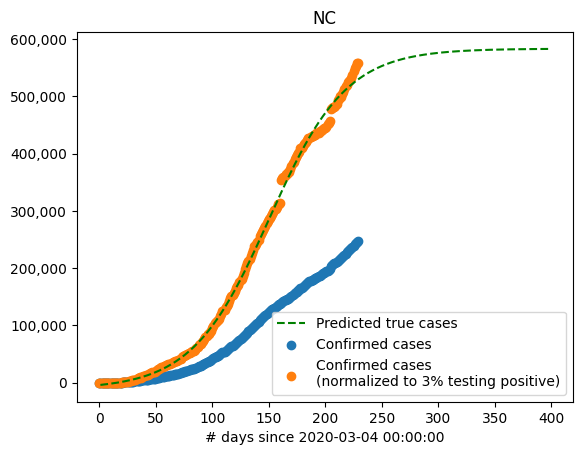 NC
600,000
500,000
400,000
300,000
200,000
100,000
0
Predicted true cases
Confirmed cases
Confirmed cases
(normalized to 3% testing positive)
0 50 100 150 200 250 300 350 400
# days since 2020-03-04 00:00:00